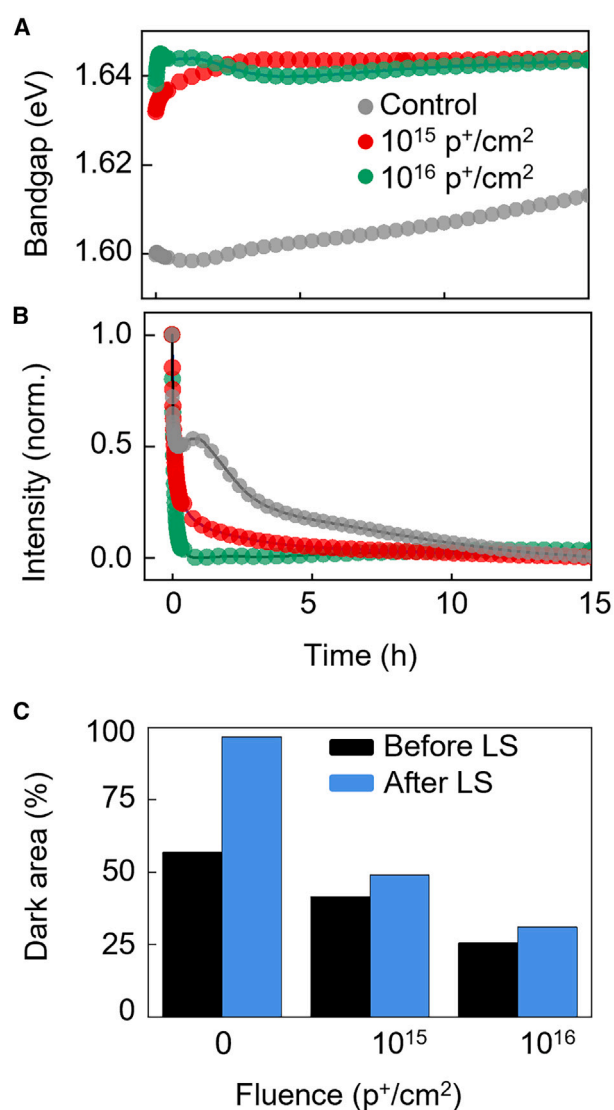 A
Bandgap (eV)
1.64
1.62
1.60
Control
10¹⁵ p⁺/cm²
10¹⁶ p⁺/cm²
B
Intensity (norm.)
1.0
0.5
0.0
0 5 10 15
Time (h)
C
Dark area (%)
100
75
50
25
0
Before LS
After LS
0 10¹⁵ 10¹⁶
Fluence (p⁺/cm²)